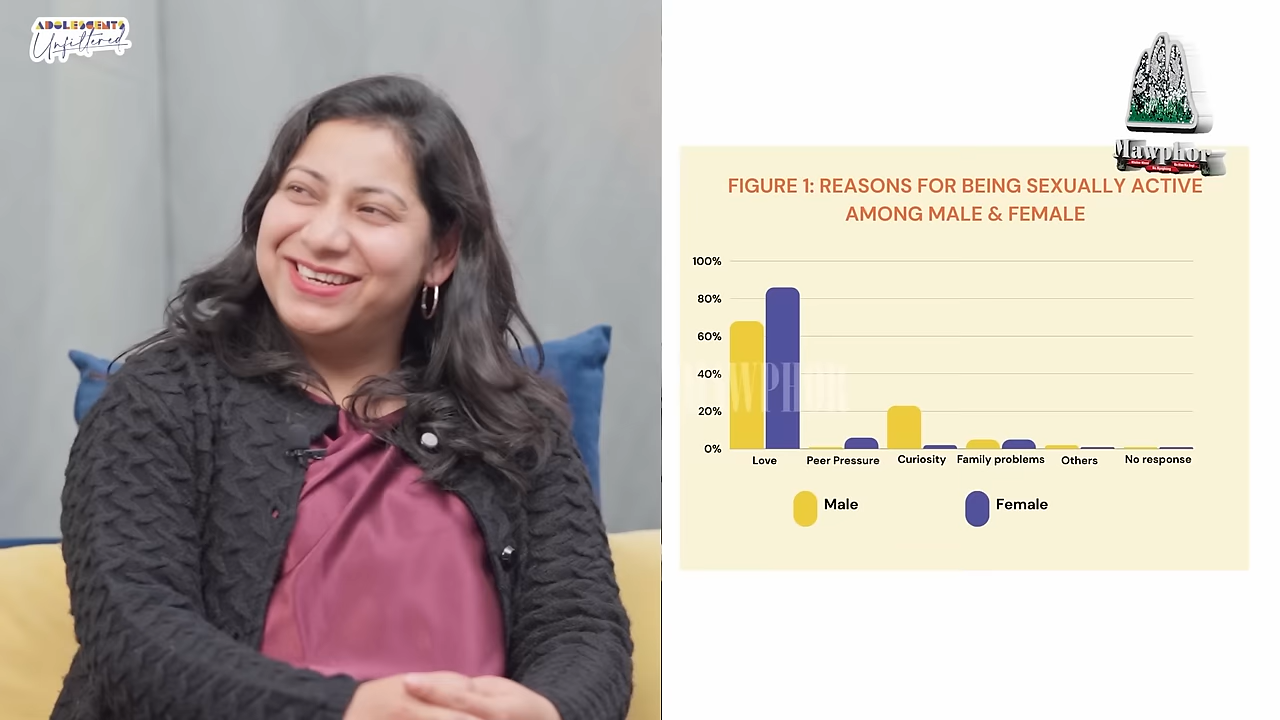 ADOLESCENTS
Unfiltered
Mawphor
FIGURE 1: REASONS FOR BEING SEXUALLY ACTIVE
AMONG MALE & FEMALE
100%
80%
60%
40%
20%
0%
Love
Peer Pressure
Curiosity
Family problems
Others
No response
Male
Female
MAWPHOR